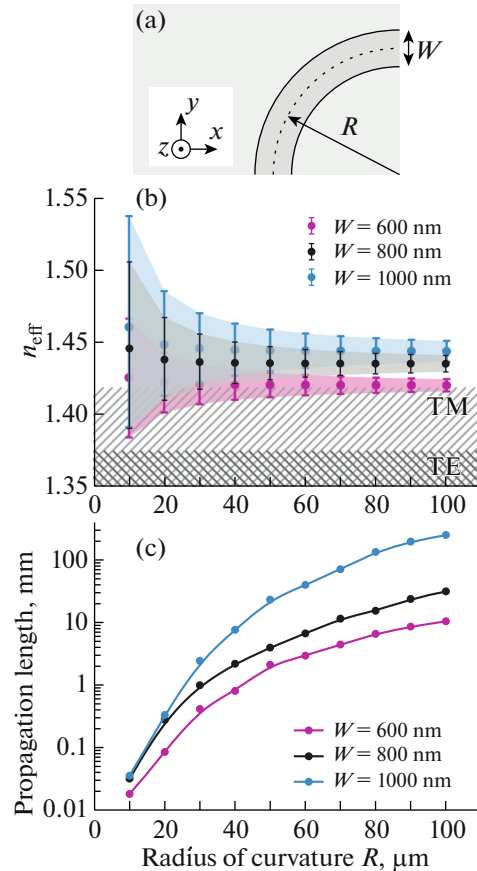 (a)
W
R
y
x
z
(b)
1.55
W = 600 nm
W = 800 nm
W = 1000 nm
1.50
n_eff
1.45
1.40
TM
TE
1.35
0 20 40 60 80 100
(c)
Propagation length, mm
100
10
1
0.1
0.01
W = 600 nm
W = 800 nm
W = 1000 nm
0 20 40 60 80 100
Radius of curvature R, μm